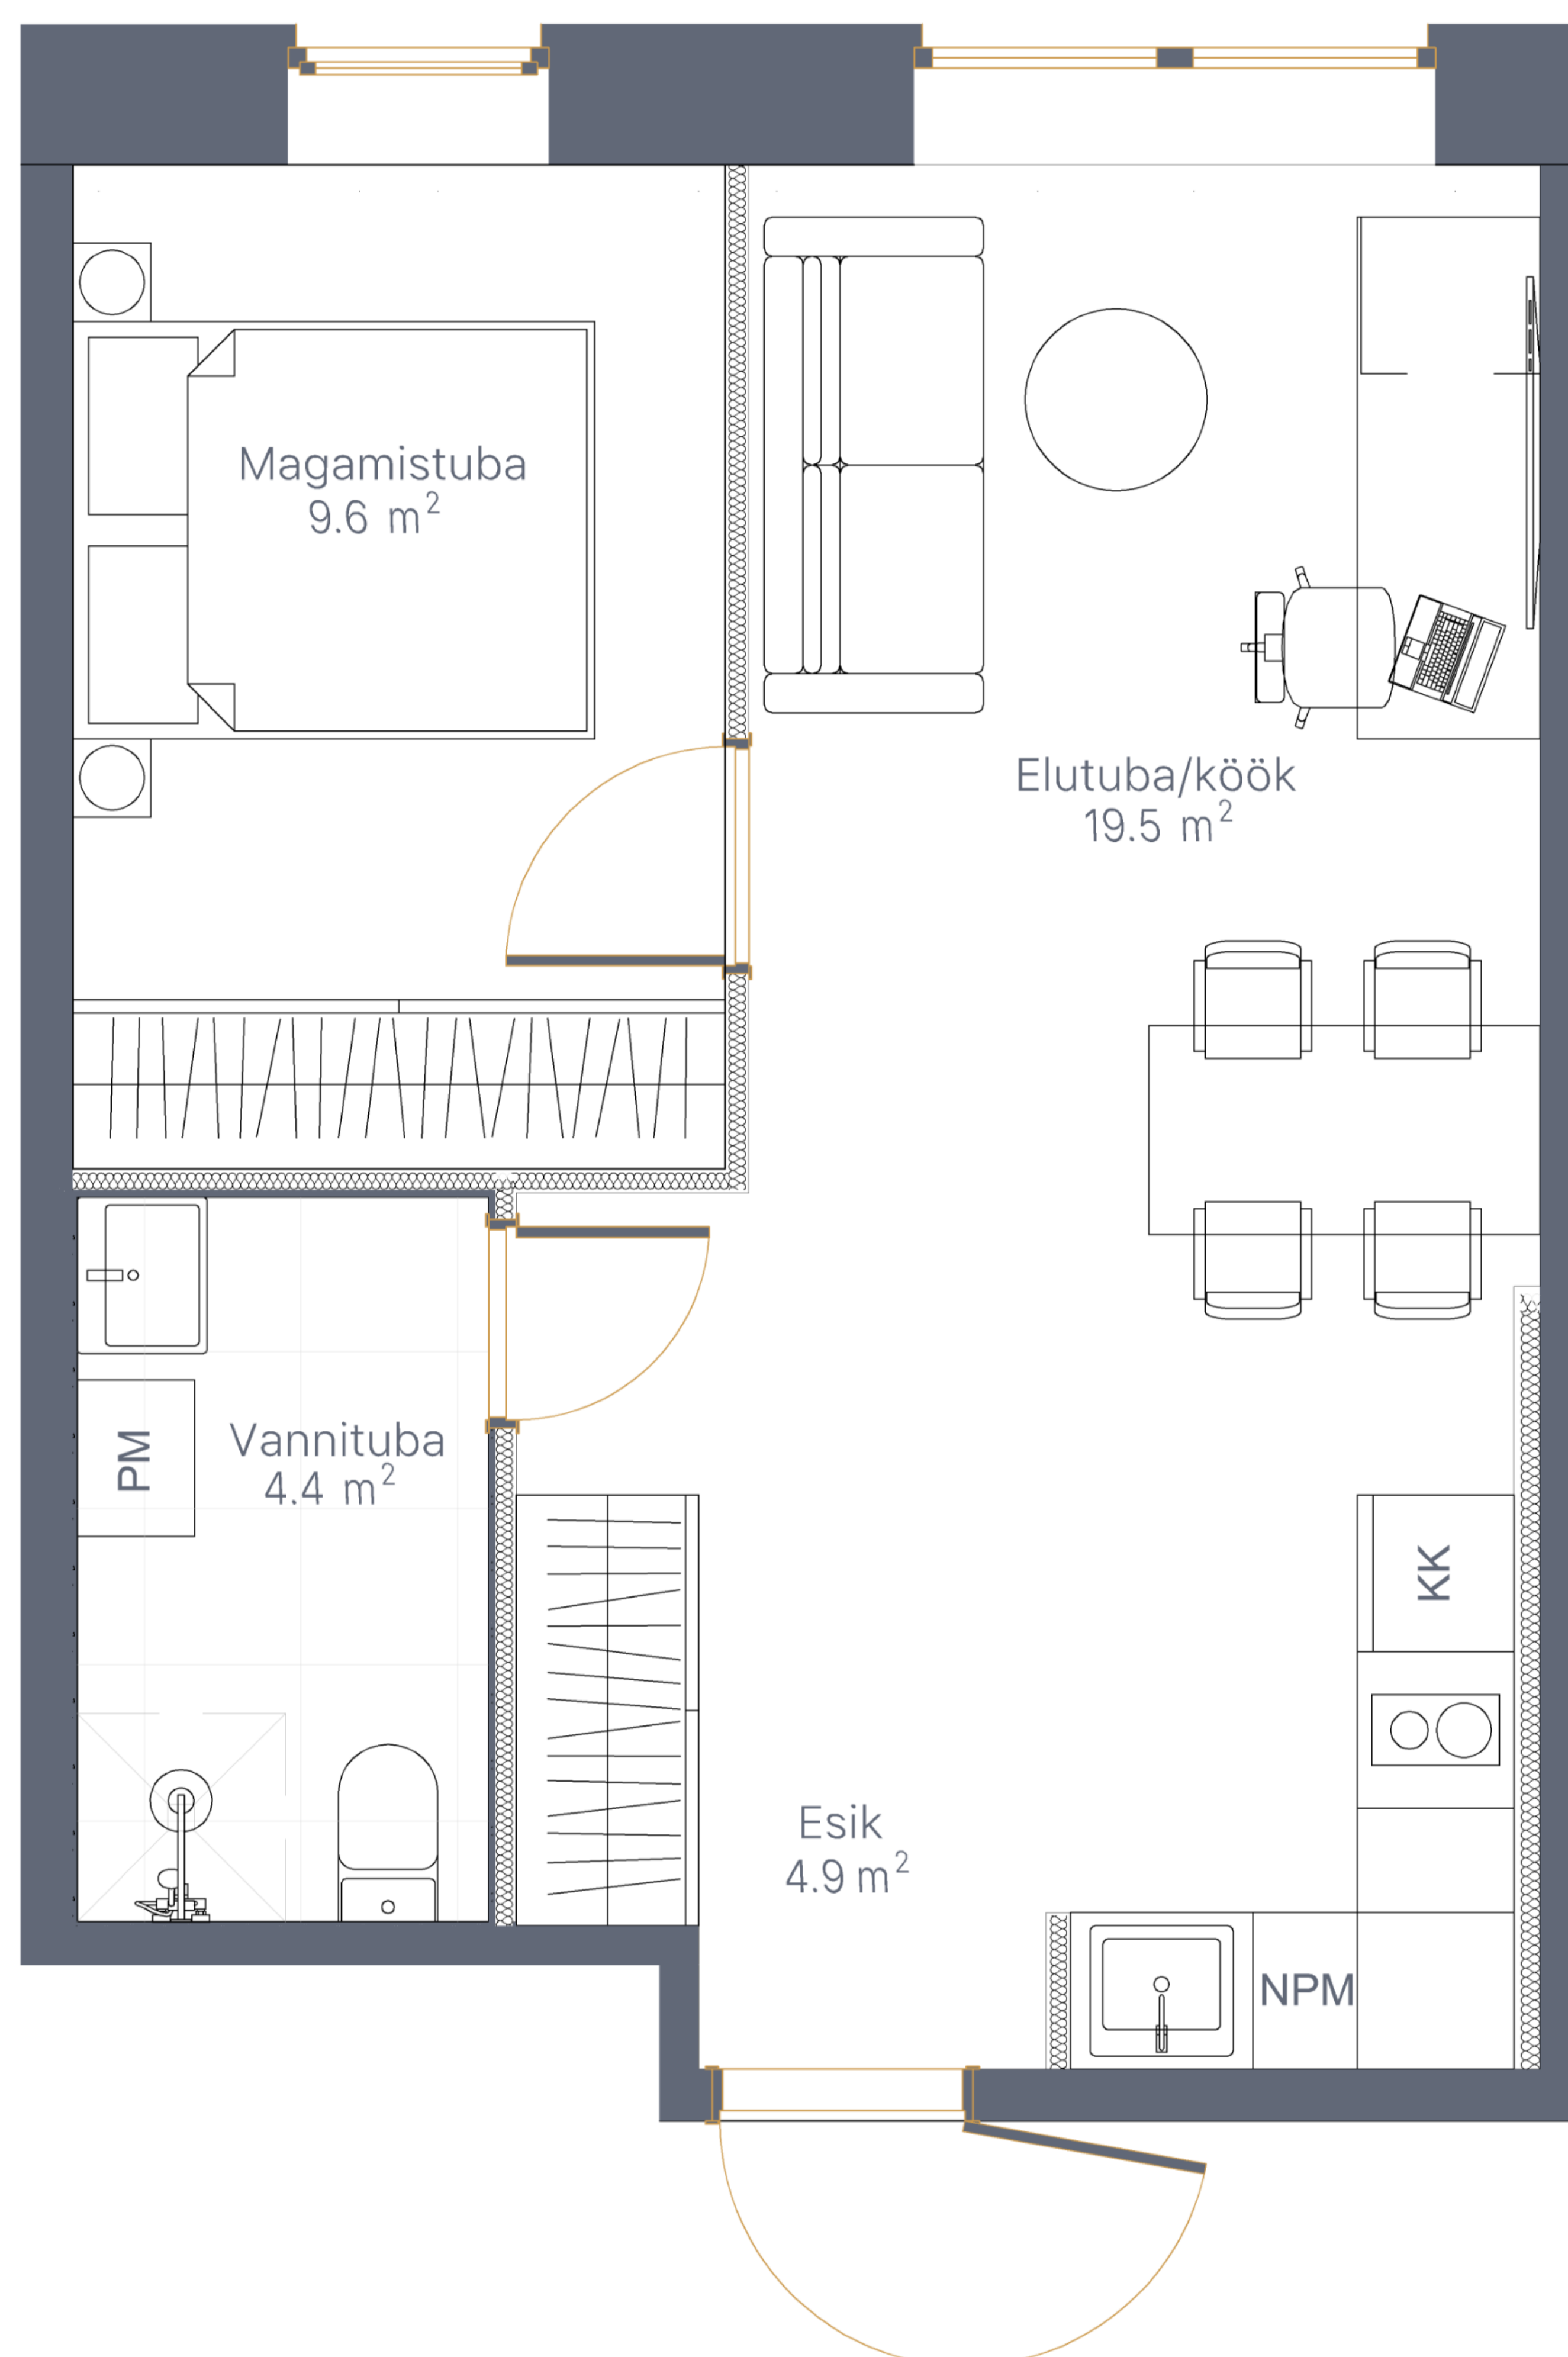 Magamistuba
9.6 m²
Elutuba/köök
19.5 m²
Vannituba
4.4 m²
PM
KK
Esik
4.9 m²
NPM